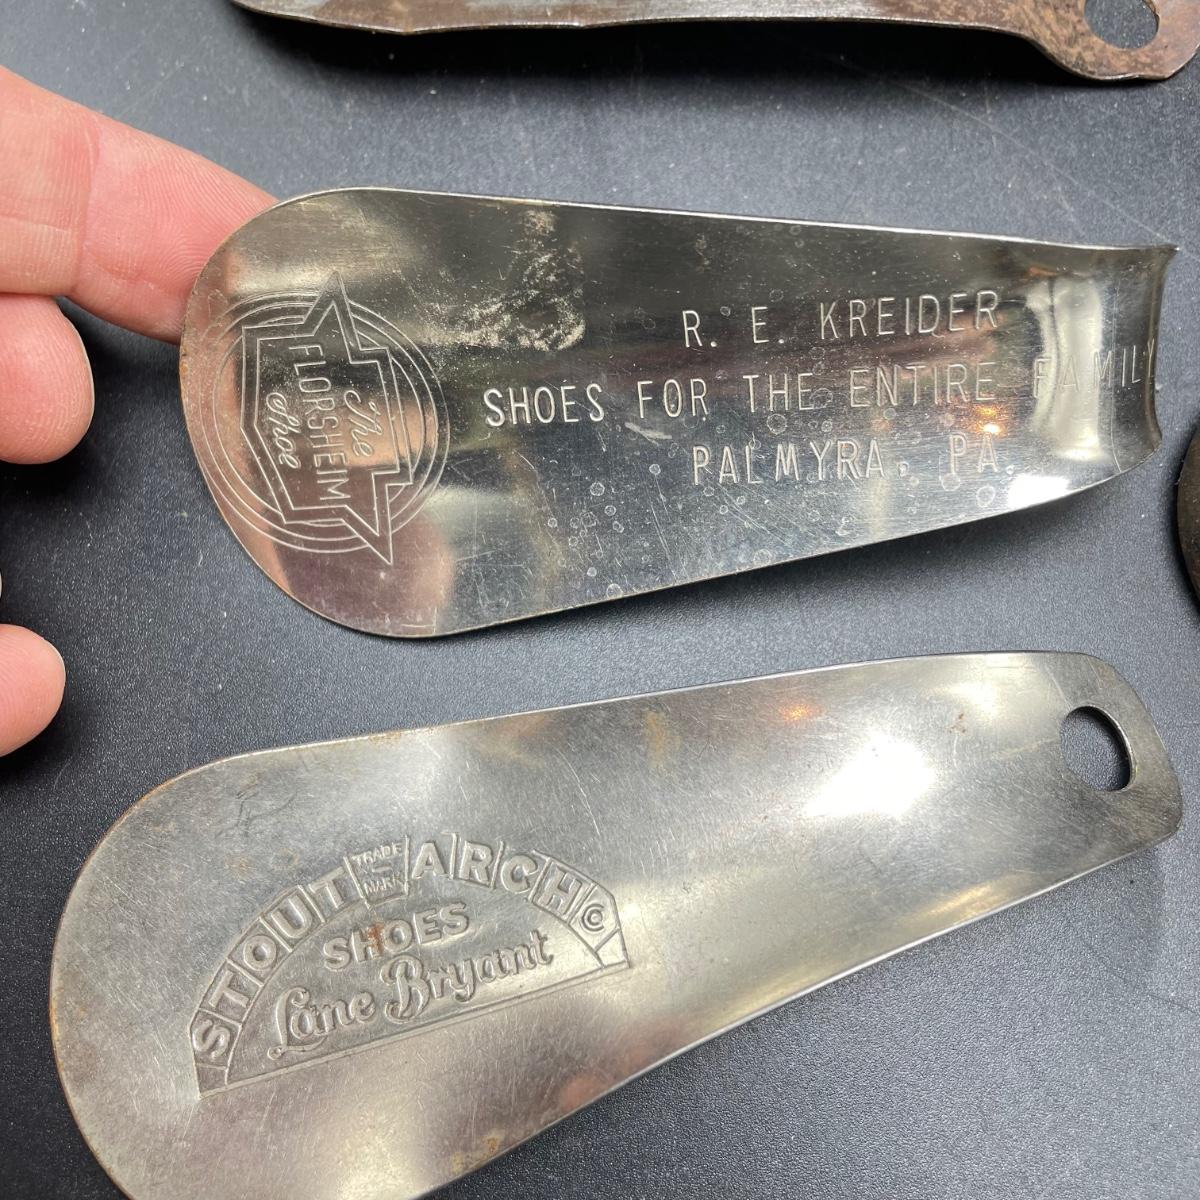 The
FLORSHEIM
Shoe
R. E. KREIDER
SHOES FOR THE ENTIRE FAMILY
PALMYRA, PA.
STOUT TRADE MARK ARCH
SHOES
Lane Bryant